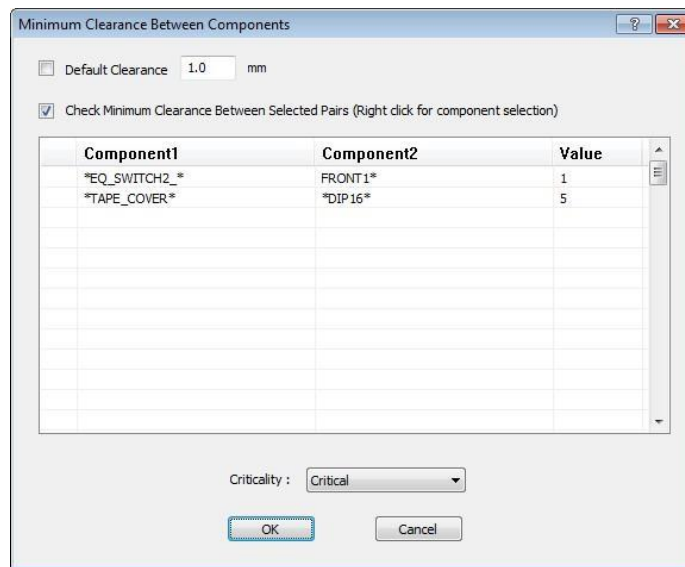 Minimum Clearance Between Components
Default Clearance 1.0 mm
Check Minimum Clearance Between Selected Pairs (Right click for component selection)
Component1 Component2 Value
*EQ_SWITCH2_* FRONT1* 1
*TAPE_COVER* *DIP16* 5
Criticality : Critical
OK Cancel